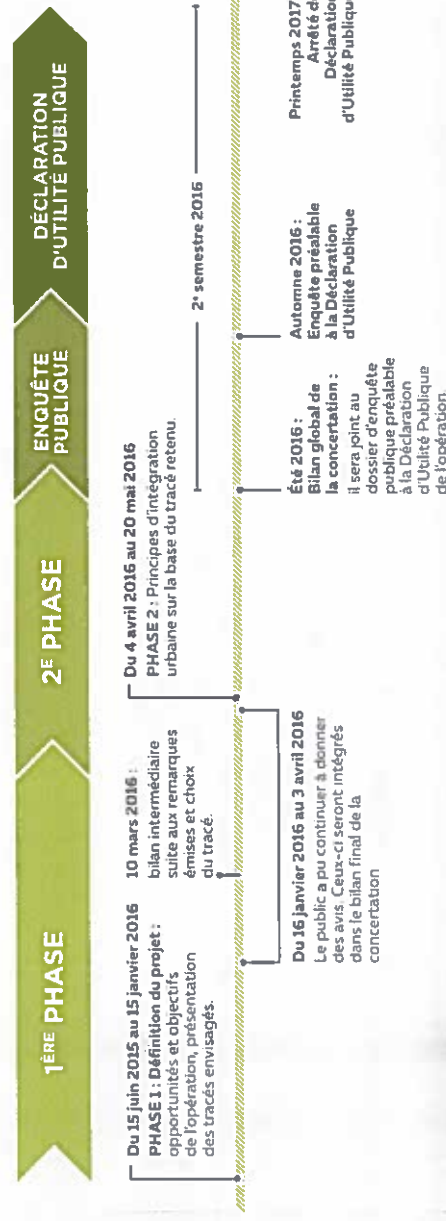 1ÈRE PHASE
2E PHASE
ENQUÊTE
PUBLIQUE
DÉCLARATION
D'UTILITÉ PUBLIQUE
Du 15 juin 2015 au 15 janvier 2016
PHASE 1 : Définition du projet :
opportunités et objectifs
de l'opération, présentation
des tracés envisagés.
10 mars 2016 :
bilan intermédiaire
suite aux remarques
émises et choix
du tracé.
Du 4 avril 2016 au 20 mai 2016
PHASE 2 : Principes d'intégration
urbaine sur la base du tracé retenu.
2e semestre 2016
Du 16 janvier 2016 au 3 avril 2016
Le public a pu continuer à donner
des avis. Ceux-ci seront intégrés
dans le bilan final de la
concertation
Été 2016 :
Bilan global de
la concertation :
il sera joint au
dossier d'enquête
publique préalable
à la Déclaration
d'Utilité Publique
de l'opération.
Automne 2016 :
Enquête préalable
à la Déclaration
d'Utilité Publique
Printemps 2017
Arrêté d
Déclaration
d'Utilité Publiqu